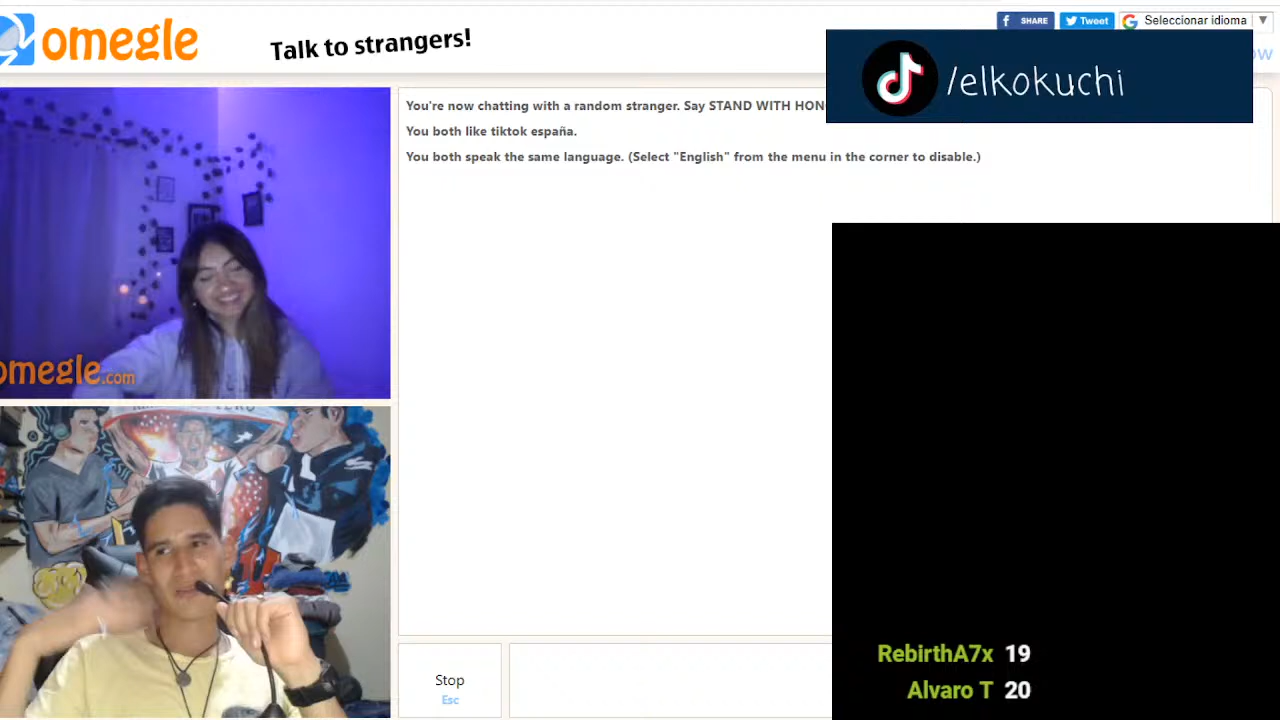 omegle
Talk to strangers!
SHARE
Tweet
Seleccionar idioma
/elkokuchi
You're now chatting with a random stranger. Say STAND WITH
You both like tiktok españa.
You both speak the same language. (Select "English" from the menu in the corner to disable.)
omegle.com
Stop
Esc
RebirthA7x 19
Alvaro T 20